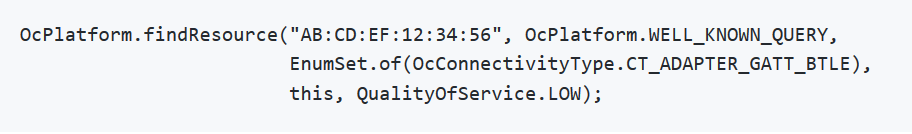 OcPlatform.findResource("AB:CD:EF:12:34:56", OcPlatform.WELL_KNOWN_QUERY,
EnumSet.of(OcConnectivityType.CT_ADAPTER_GATT_BTLE),
this, QualityOfService.LOW);